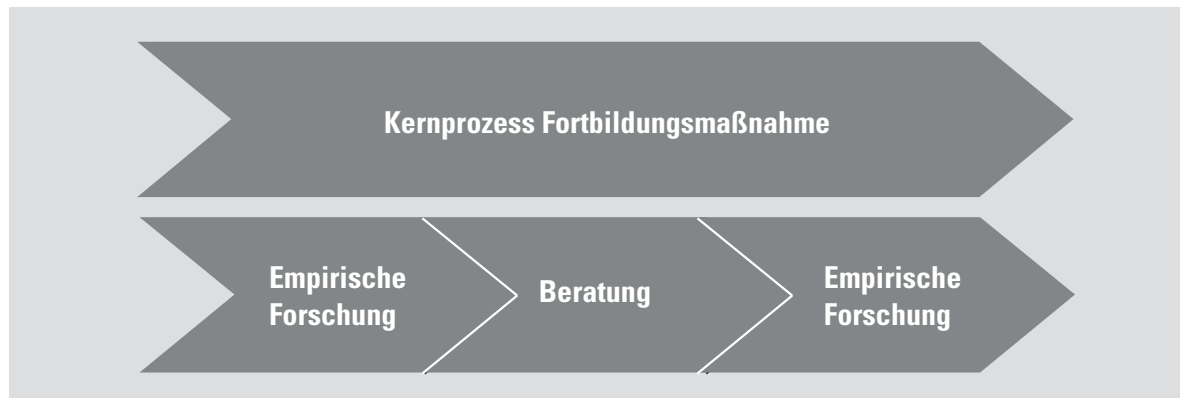 Kernprozess Fortbildungsmaßnahme
Empirische
Forschung
Beratung
Empirische
Forschung